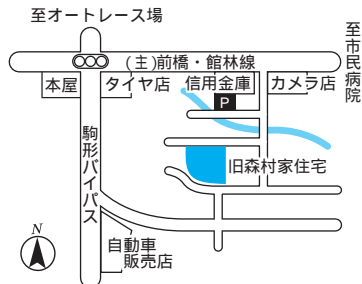 至オートレース場
(主)前橋・館林線
至市民病院
本屋
タイヤ店
信用金庫
カメラ店
P
駒形バイパス
旧森村家住宅
N
自動車
販売店